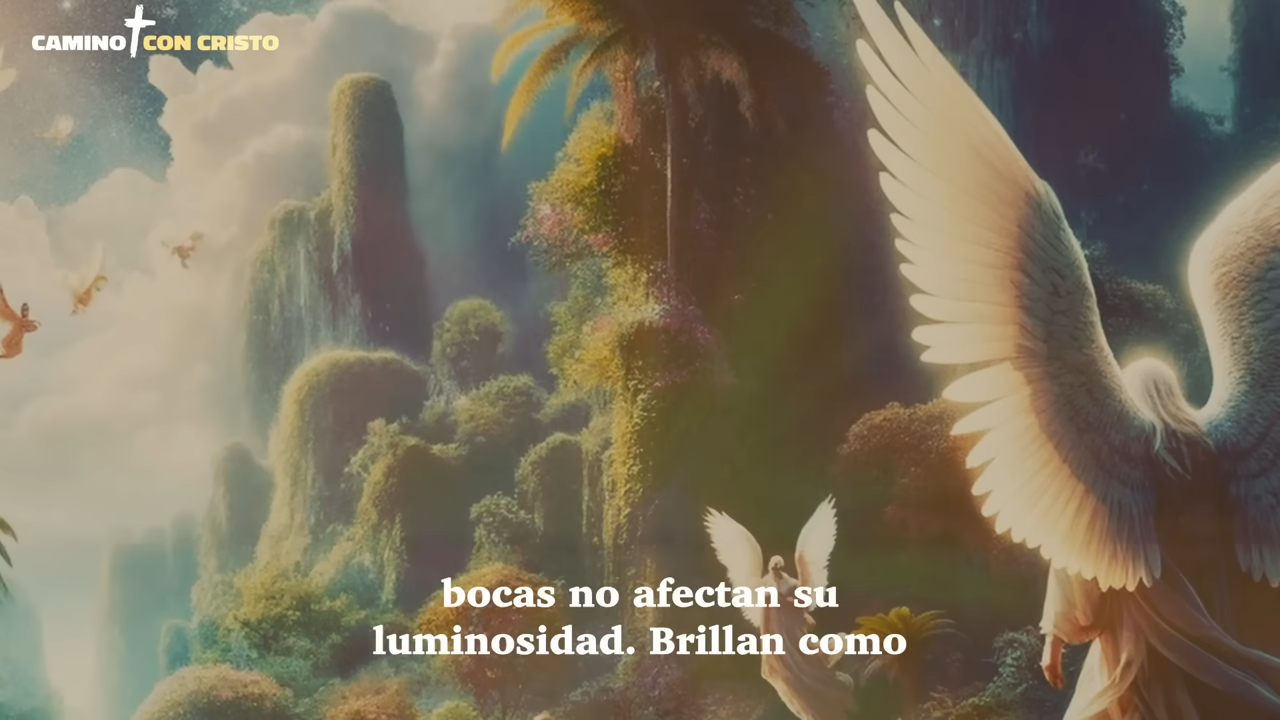 CAMINO CON CRISTO
bocas no afectan su
luminosidad. Brillan como